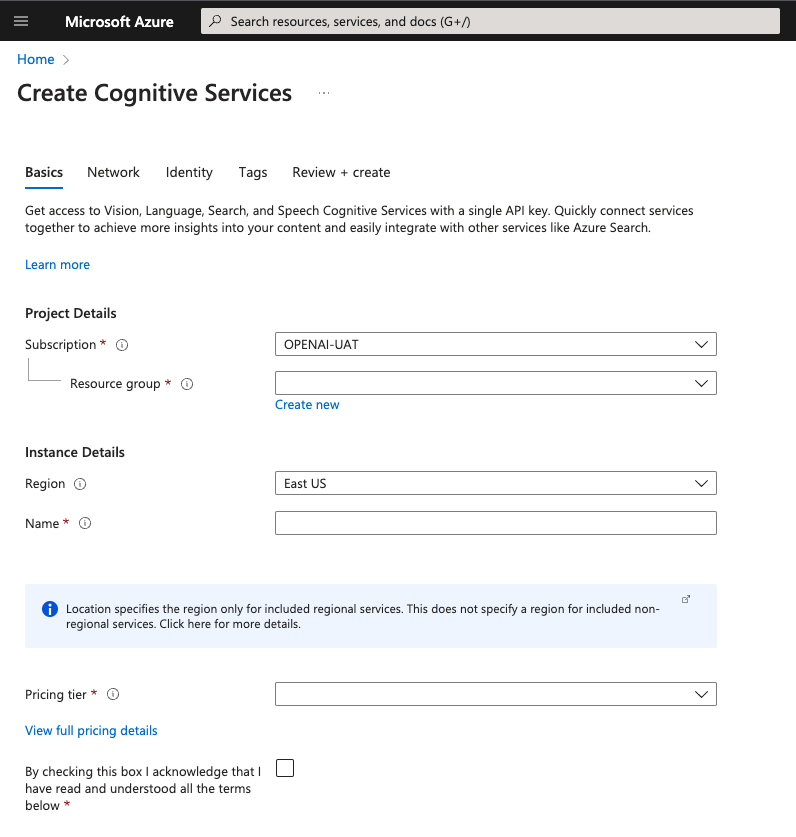 Microsoft Azure
Search resources, services, and docs (G+/)
Home
Create Cognitive Services ...
Basics Network Identity Tags Review + create
Get access to Vision, Language, Search, and Speech Cognitive Services with a single API key. Quickly connect services
together to achieve more insights into your content and easily integrate with other services like Azure Search.
Learn more
Project Details
Subscription * OPENAI-UAT
Resource group *
Create new
Instance Details
Region East US
Name *
Location specifies the region only for included regional services. This does not specify a region for included non-
regional services. Click here for more details.
Pricing tier *
View full pricing details
By checking this box I acknowledge that I
have read and understood all the terms
below *